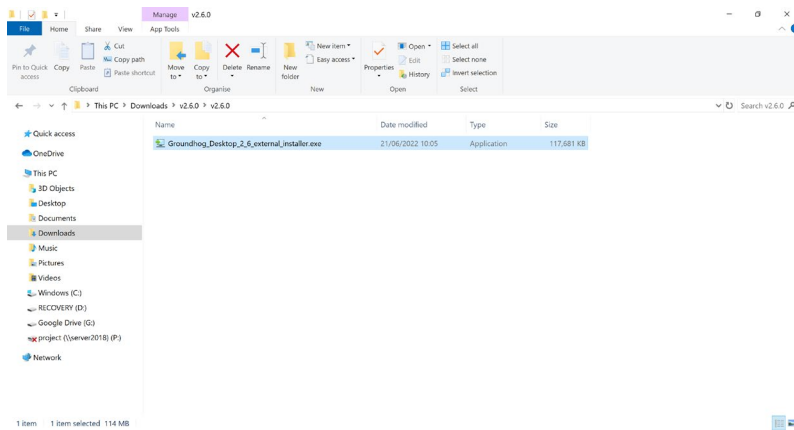 Manage v2.6.0
File Home Share View App Tools
Pin to Quick access
Copy
Paste
Cut
Copy path
Paste shortcut
Clipboard
Move to
Copy to
Delete
Rename
Organise
New folder
New item
Easy access
New
Properties
Open
Edit
History
Open
Select all
Select none
Invert selection
Select
This PC > Downloads > v2.6.0 > v2.6.0
Search v2.6.0
Name Date modified Type Size
Groundhog_Desktop_2_6_external_installer.exe 21/06/2022 10:05 Application 117,681 KB
Quick access
OneDrive
This PC
3D Objects
Desktop
Documents
Downloads
Music
Pictures
Videos
Windows (C:)
RECOVERY (D:)
Google Drive (G:)
project (\\server2018) (P:)
Network
1 item 1 item selected 114 MB